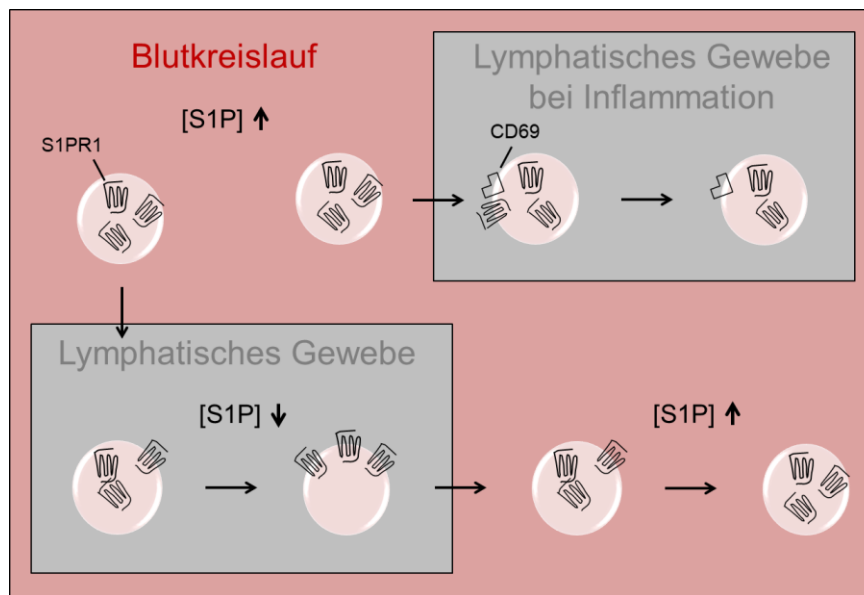 Blutkreislauf
[S1P] ↑
S1PR1
Lymphatisches Gewebe
bei Inflammation
CD69
Lymphatisches Gewebe
[S1P] ↓
[S1P] ↑